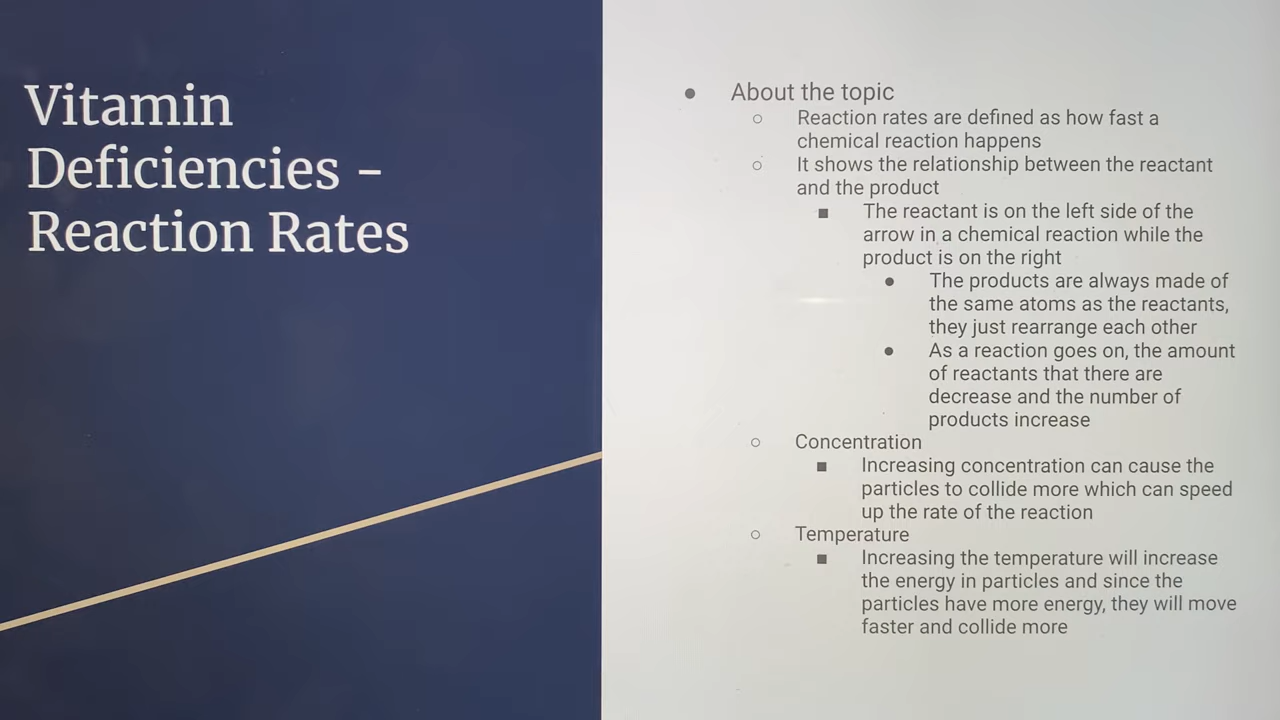 Vitamin
Deficiencies -
Reaction Rates
● About the topic
○ Reaction rates are defined as how fast a
chemical reaction happens
○ It shows the relationship between the reactant
and the product
■ The reactant is on the left side of the
arrow in a chemical reaction while the
product is on the right
● The products are always made of
the same atoms as the reactants,
they just rearrange each other
● As a reaction goes on, the amount
of reactants that there are
decrease and the number of
products increase
○ Concentration
■ Increasing concentration can cause the
particles to collide more which can speed
up the rate of the reaction
○ Temperature
■ Increasing the temperature will increase
the energy in particles and since the
particles have more energy, they will move
faster and collide more